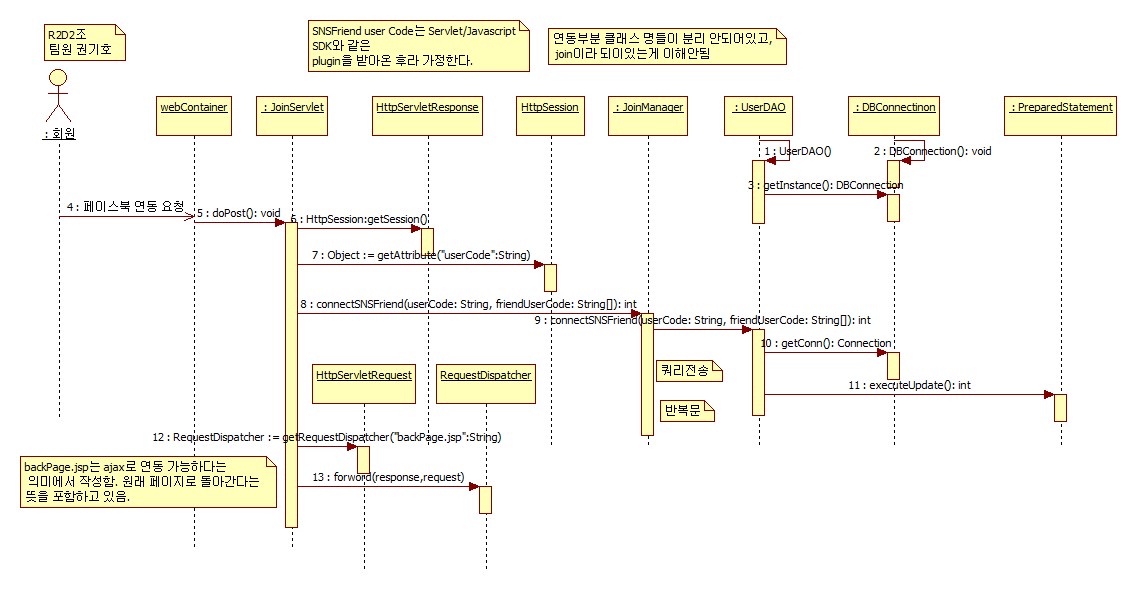 R2D2조
팀원 권기호
SNSFriend user Code는 Servlet/Javascript
SDK와 같은
plugin을 받아온 후라 가정한다.
연동부분 클래스 명들이 분리 안되어있고,
join이라 되이있는게 이해안됨
: 회원
webContainer
: JoinServlet
HttpServletResponse
HttpSession
: JoinManager
: UserDAO
: DBConnectinon
: PreparedStatement
1 : UserDAO()
2 : DBConnection(): void
3 : getInstance(): DBConnection
4 : 페이스북 연동 요청
5 : doPost(): void
6 : HttpSession:getSession()
7 : Object := getAttribute("userCode":String)
8 : connectSNSFriend(userCode: String, friendUserCode: String[]): int
9 : connectSNSFriend(userCode: String, friendUserCode: String[]): int
10 : getConn(): Connection
HttpServletRequest
RequestDispatcher
쿼리전송
11 : executeUpdate(): int
반복문
12 : RequestDispatcher := getRequestDispatcher("backPage.jsp":String)
backPage.jsp는 ajax로 연동 가능하다는
의미에서 작성함. 원래 페이지로 돌아간다는
뜻을 포함하고 있음.
13 : forword(response,request)